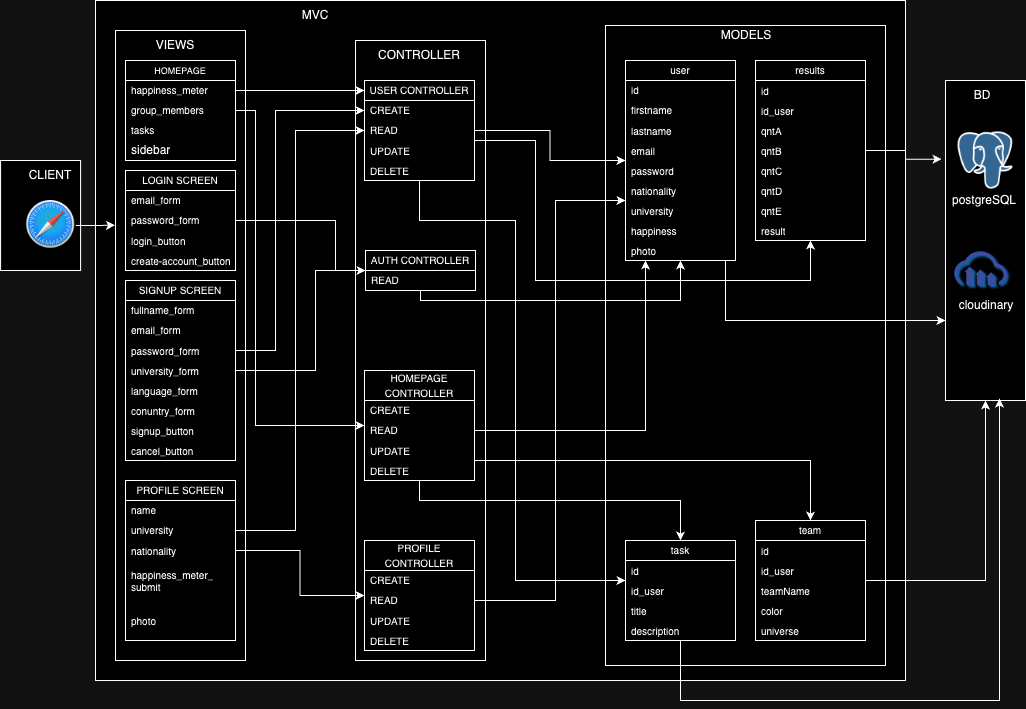 MVC
CLIENT
VIEWS
HOMEPAGE
happiness_meter
group_members
tasks
sidebar
LOGIN SCREEN
email_form
password_form
login_button
create-account_button
SIGNUP SCREEN
fullname_form
email_form
password_form
university_form
language_form
conuntry_form
signup_button
cancel_button
PROFILE SCREEN
name
university
nationality
happiness_meter_
submit
photo
CONTROLLER
USER CONTROLLER
CREATE
READ
UPDATE
DELETE
AUTH CONTROLLER
READ
HOMEPAGE
CONTROLLER
CREATE
READ
UPDATE
DELETE
PROFILE
CONTROLLER
CREATE
READ
UPDATE
DELETE
MODELS
user
id
firstname
lastname
email
password
nationality
university
happiness
photo
results
id
id_user
qntA
qntB
qntC
qntD
qntE
result
task
id
id_user
title
description
team
id
id_user
teamName
color
universe
BD
postgreSQL
cloudinary